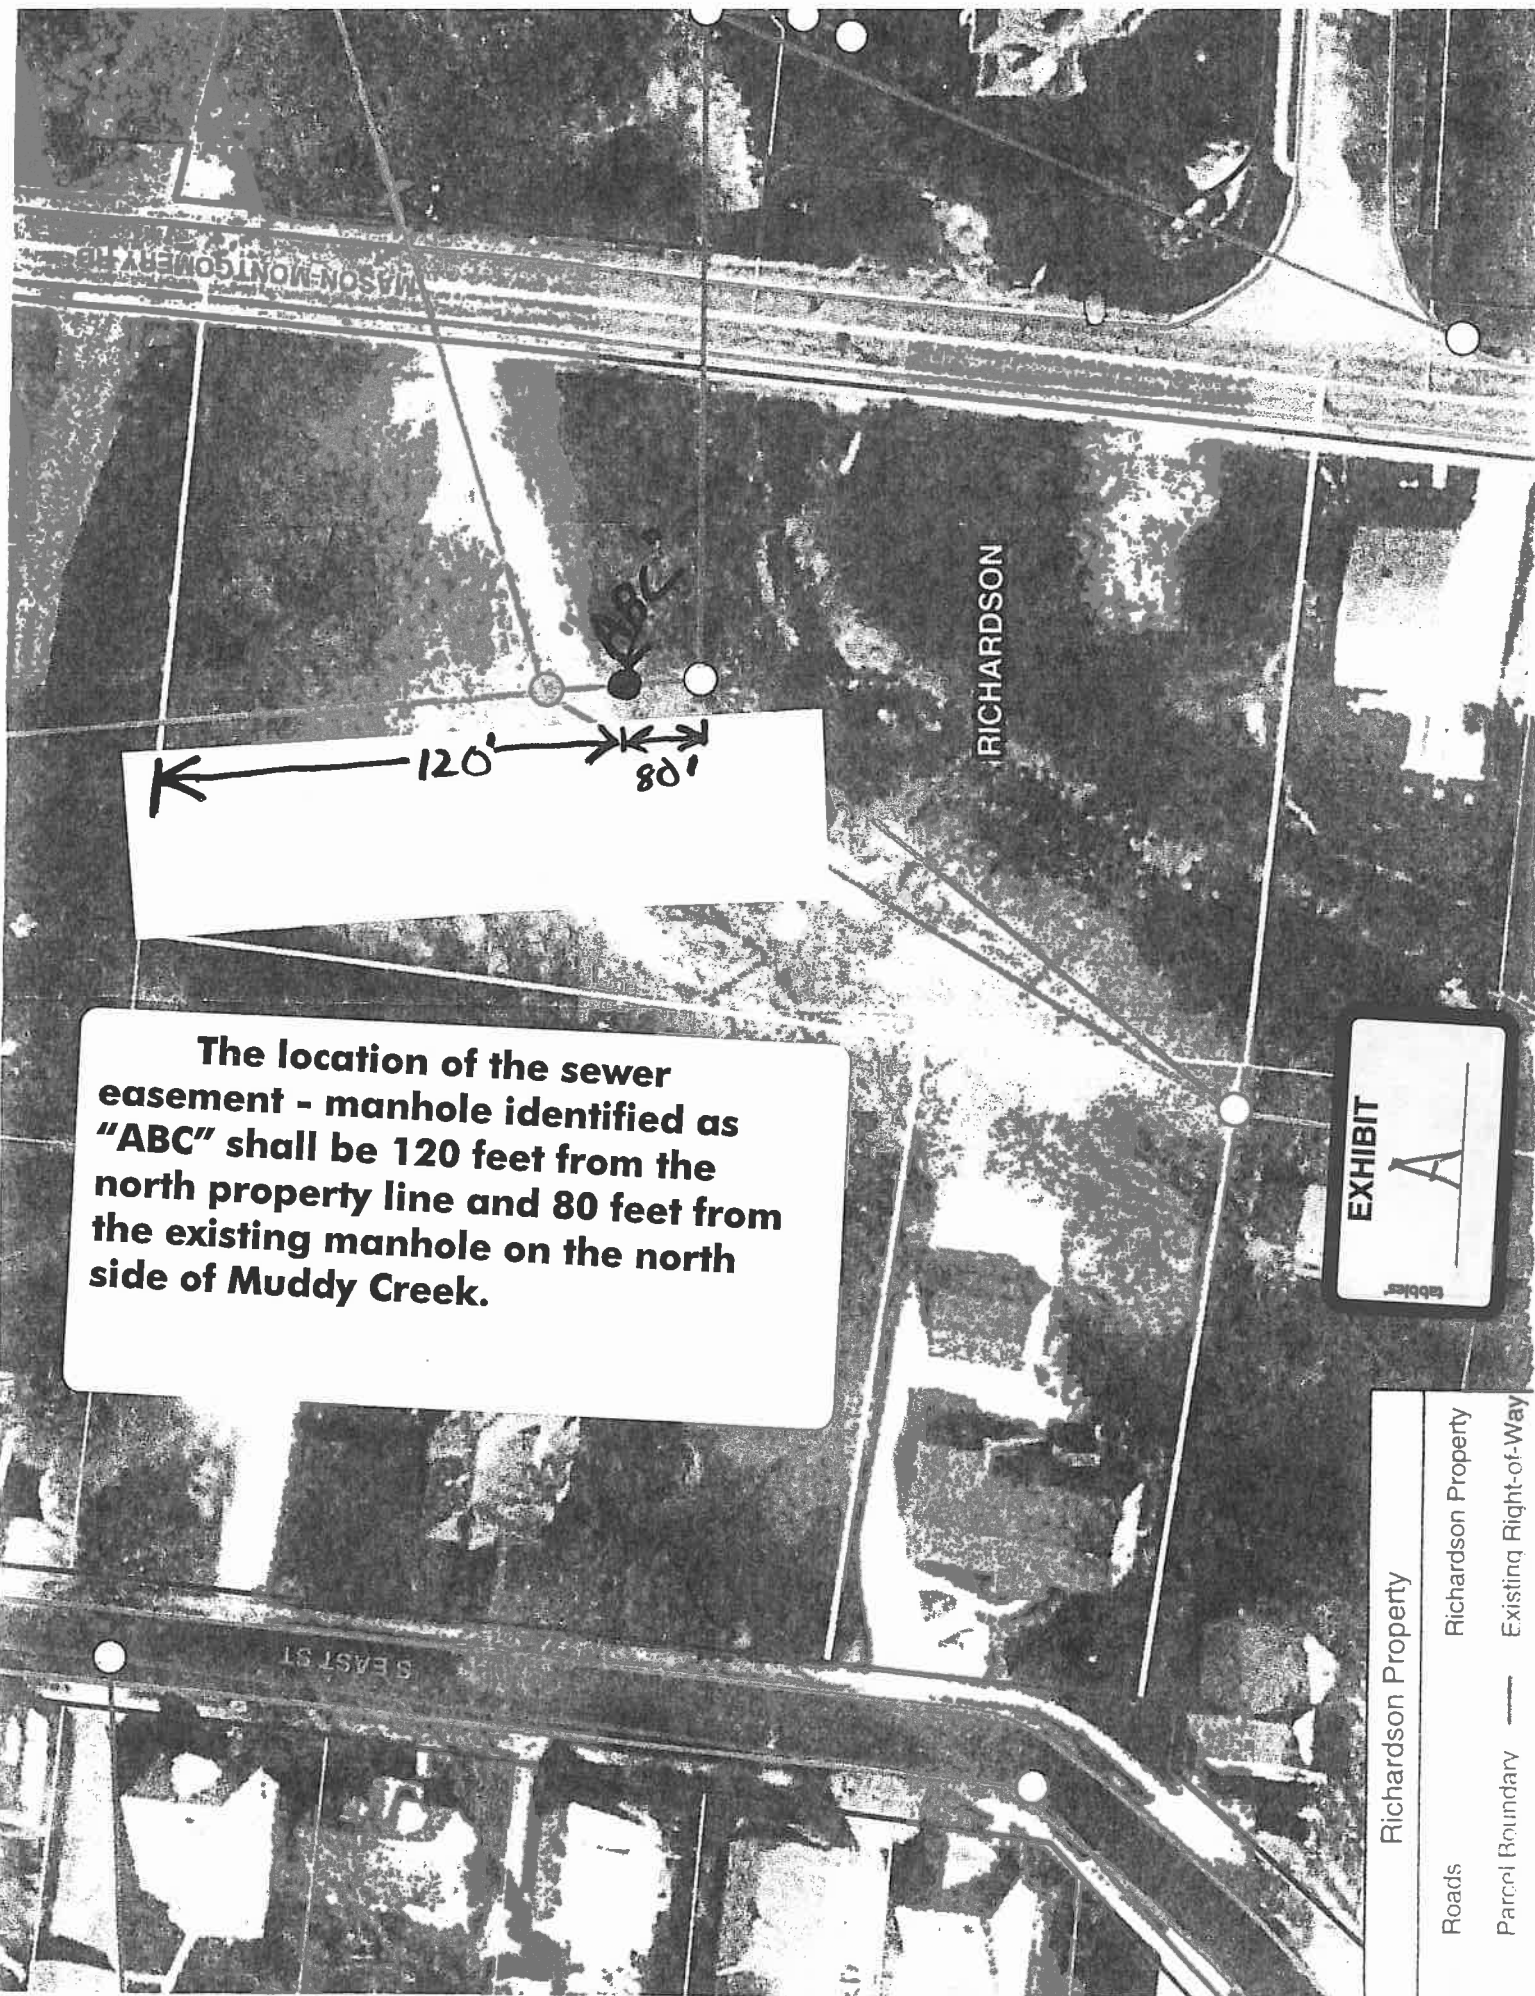 MASON-MONTGOMERY RD
"ABC"
120'
80'
RICHARDSON
The location of the sewer
easement - manhole identified as
"ABC" shall be 120 feet from the
north property line and 80 feet from
the existing manhole on the north
side of Muddy Creek.
EXHIBIT
A
tabbies®
S EAST ST
Richardson Property
Roads
Richardson Property
Parcel Boundary
Existing Right-of-Way